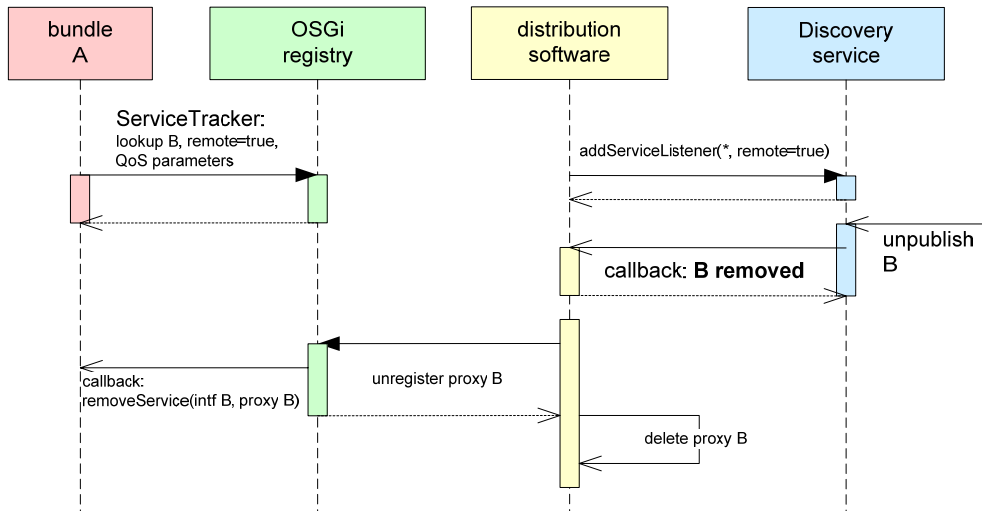 bundle
A
OSGi
registry
distribution
software
Discovery
service
ServiceTracker:
lookup B, remote=true,
QoS parameters
addServiceListener(*, remote=true)
unpublish
B
callback: B removed
unregister proxy B
callback:
removeService(intf B, proxy B)
delete proxy B